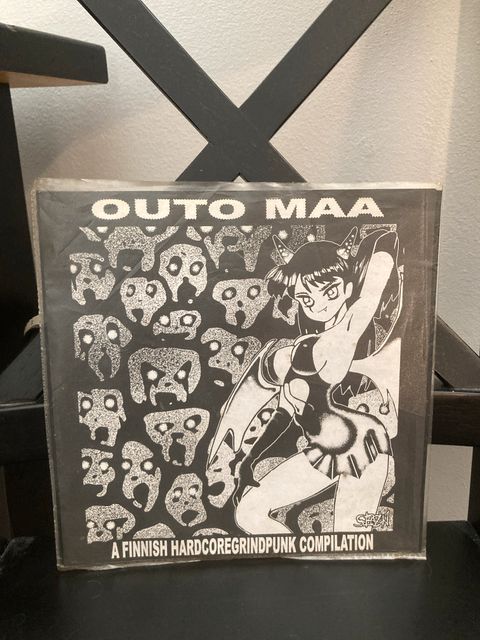 OUTO MAA
A FINNISH HARDCOREGRINDPUNK COMPILATION